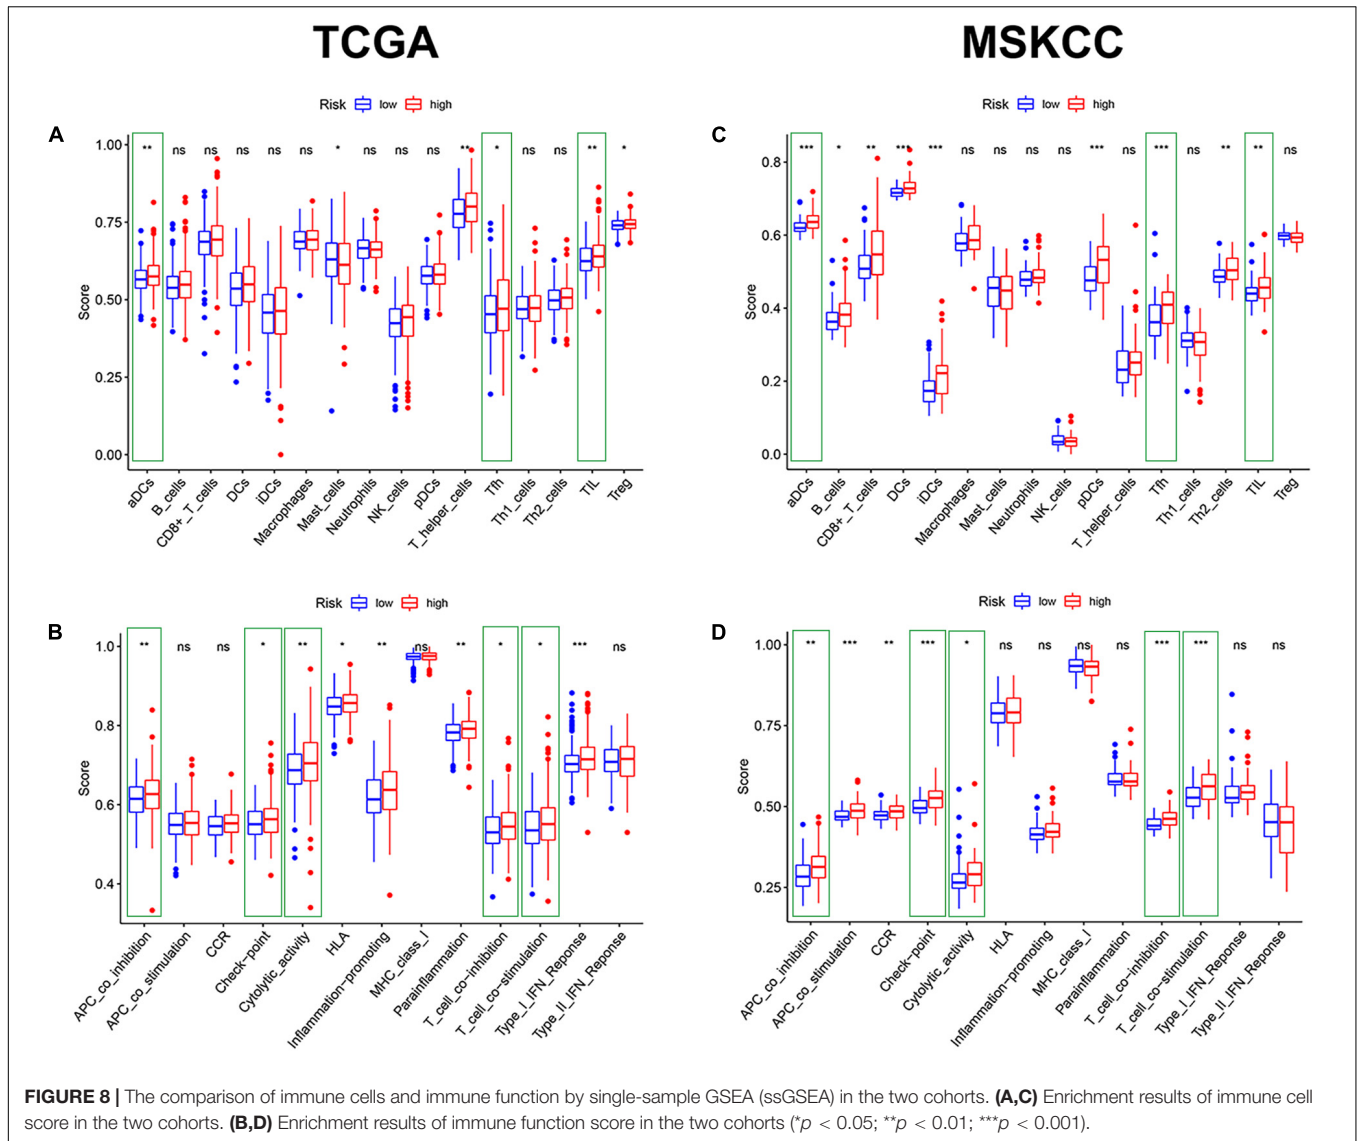 TCGA
MSKCC
Risk low high
A
** ns ns ns ns ns * ns ns ns ** * ns ns ** *
1.00
0.75
0.50
0.25
0.00
Score
aDCs B_cells CD8+_T_cells DCs iDCs Macrophages Mast_cells Neutrophils NK_cells pDCs T_helper_cells Tfh Th1_cells Th2_cells TIL Treg
Risk low high
C
*** * ** *** *** ns ns ns ns *** ns *** ns ** ** ns
0.8
0.6
0.4
0.2
0.0
Score
aDCs B_cells CD8+_T_cells DCs iDCs Macrophages Mast_cells Neutrophils NK_cells pDCs T_helper_cells Tfh Th1_cells Th2_cells TIL Treg
Risk low high
B
** ns ns * ** * ** ns ** * * *** ns
1.0
0.8
0.6
0.4
Score
APC_co_inhibition APC_co_stimulation CCR Check-point Cytolytic_activity HLA Inflammation-promoting MHC_class_I Parainflammation T_cell_co-inhibition T_cell_co-stimulation Type_I_IFN_Reponse Type_II_IFN_Reponse
Risk low high
D
** *** ** *** * ns ns ns ns *** *** ns ns
1.00
0.75
0.50
0.25
Score
APC_co_inhibition APC_co_stimulation CCR Check-point Cytolytic_activity HLA Inflammation-promoting MHC_class_I Parainflammation T_cell_co-inhibition T_cell_co-stimulation Type_I_IFN_Reponse Type_II_IFN_Reponse
FIGURE 8 | The comparison of immune cells and immune function by single-sample GSEA (ssGSEA) in the two cohorts. (A,C) Enrichment results of immune cell
score in the two cohorts. (B,D) Enrichment results of immune function score in the two cohorts (*p < 0.05; **p < 0.01; ***p < 0.001).